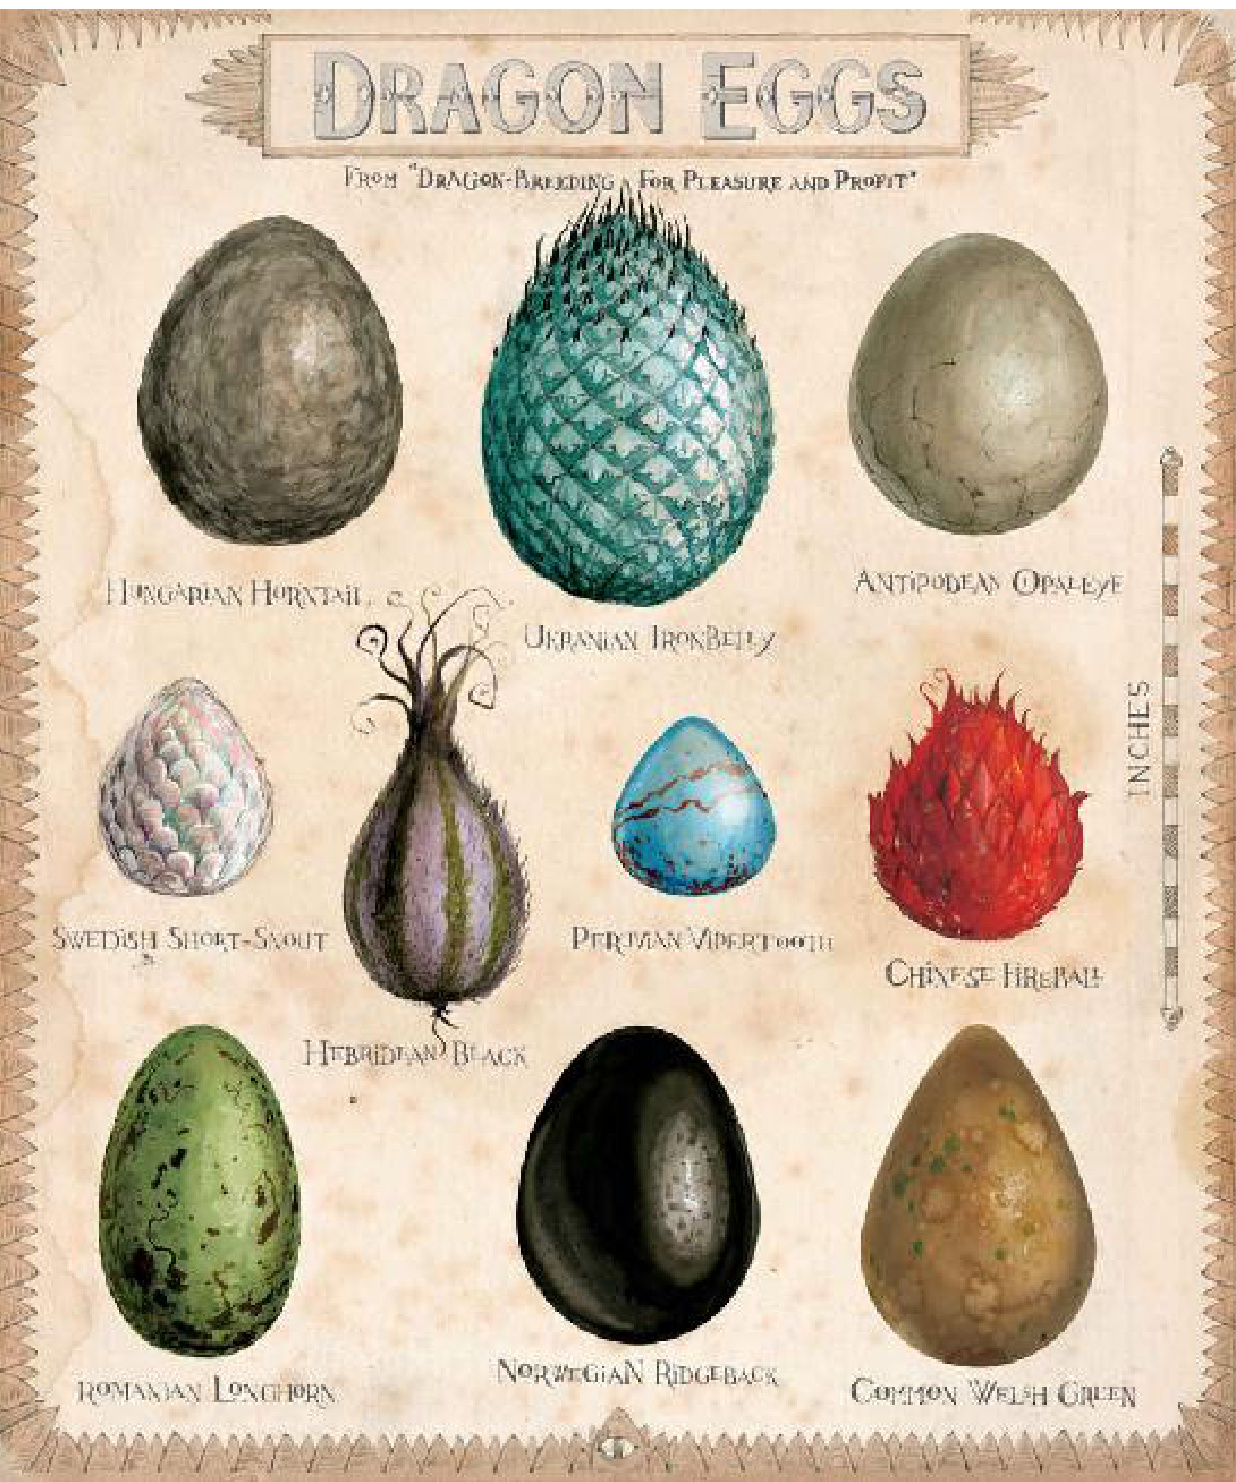 DRAGON EGGS
FROM "DRAGON-BREEDING FOR PLEASURE AND PROFIT"
HUNGARIAN HORNTAIL
UKRANIAN IRONBELLY
ANTIPODEAN OPALEYE
INCHES
SWEDISH SHORT-SNOUT
PERUVIAN VIPERTOOTH
CHINESE FIREBALL
HEBRIDEAN BLACK
ROMANIAN LONGHORN
NORWEGIAN RIDGEBACK
COMMON WELSH GREEN